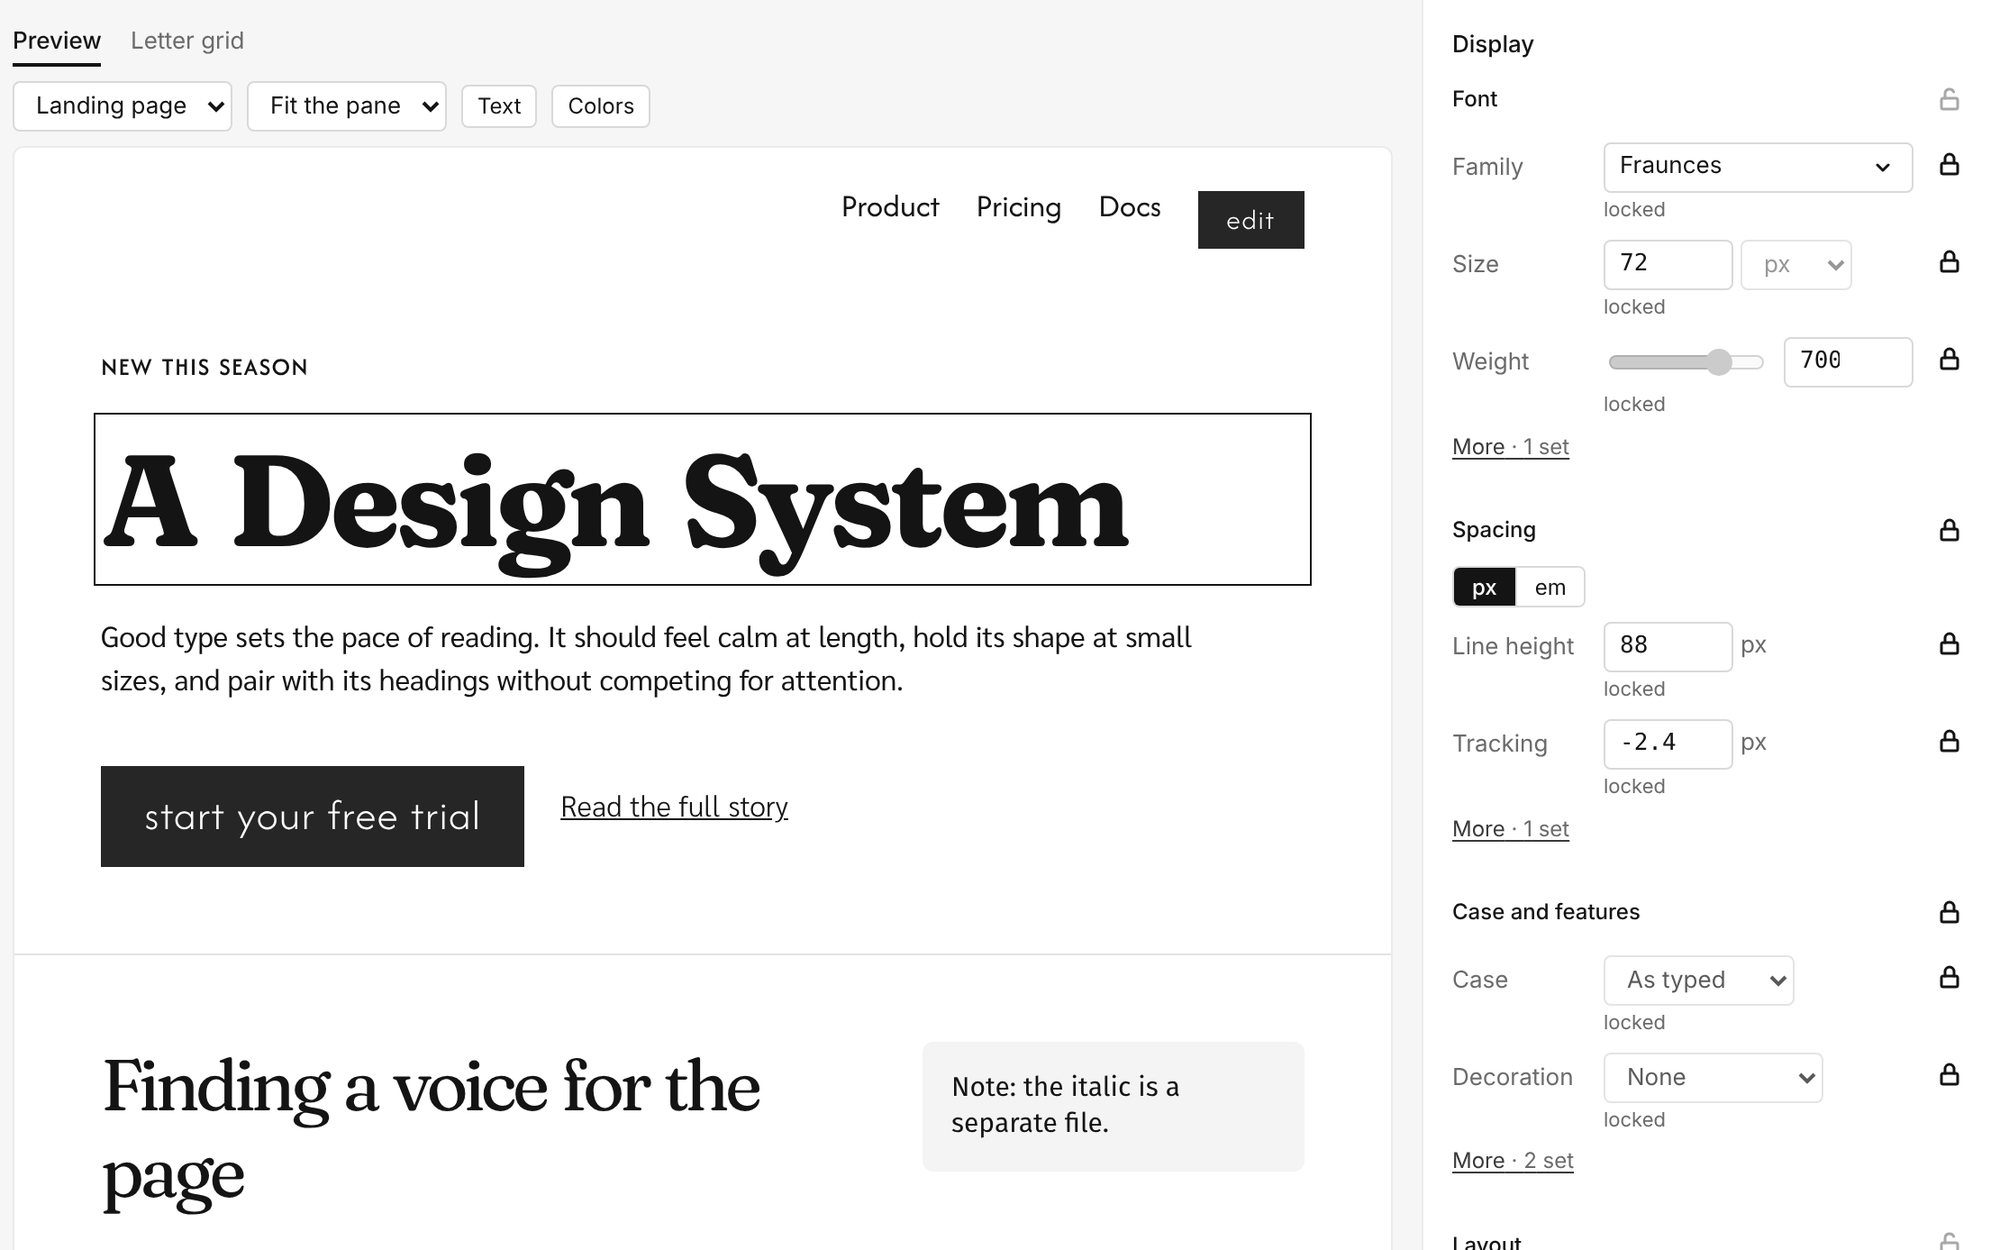 Preview Letter grid
Landing page Fit the pane Text Colors
Product Pricing Docs edit
NEW THIS SEASON
A Design System
Good type sets the pace of reading. It should feel calm at length, hold its shape at small
sizes, and pair with its headings without competing for attention.
start your free trial Read the full story
Finding a voice for the
page
Note: the italic is a
separate file.
Display
Font
Family Fraunces
locked
Size 72 px
locked
Weight 700
locked
More · 1 set
Spacing
px em
Line height 88 px
locked
Tracking -2.4 px
locked
More · 1 set
Case and features
Case As typed
locked
Decoration None
locked
More · 2 set
Layout